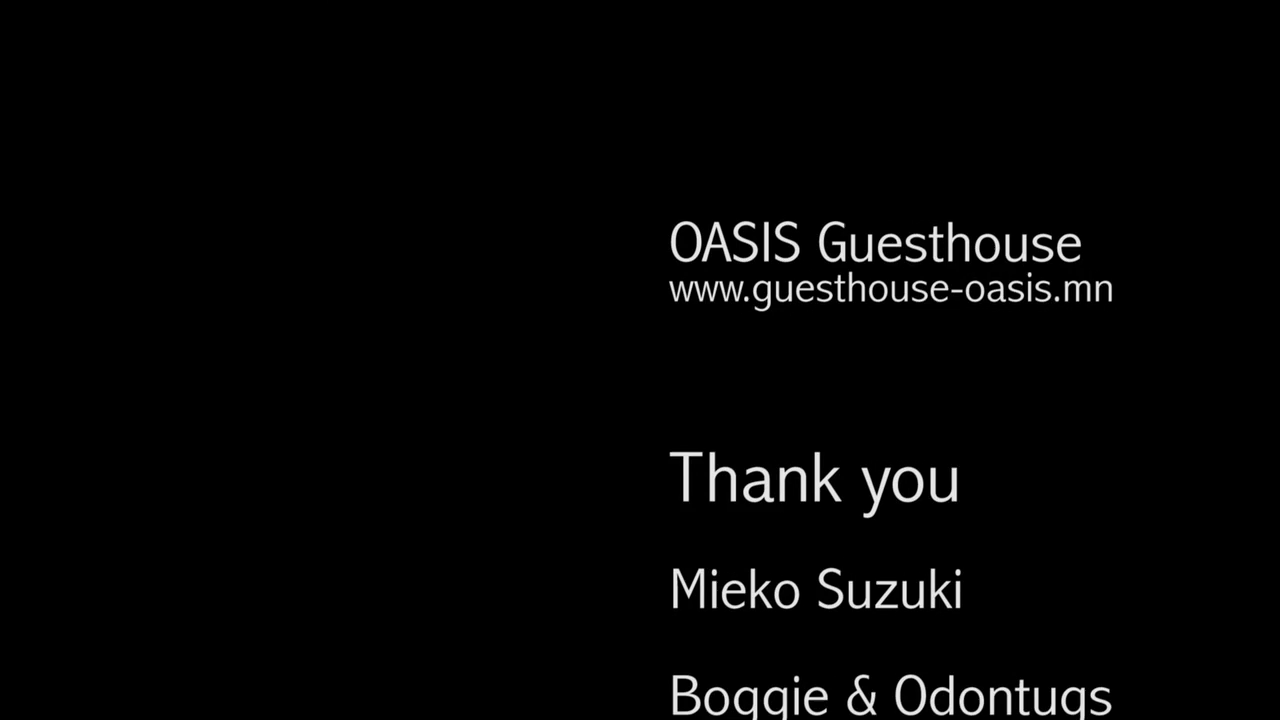 OASIS Guesthouse
www.guesthouse-oasis.mn
Thank you
Mieko Suzuki
Boggie & Odontugs